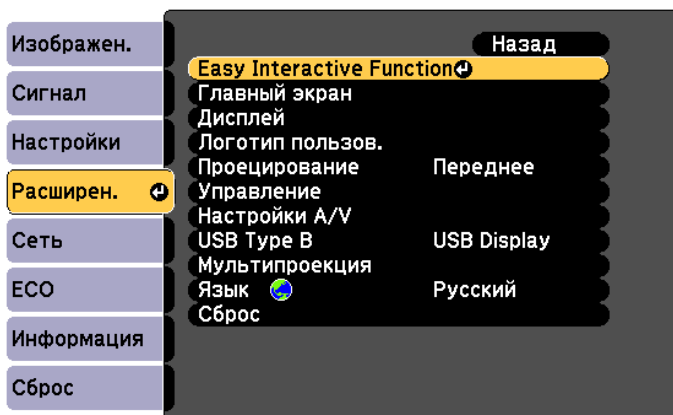 Изображен.
Сигнал
Настройки
Расширен.
Сеть
ECO
Информация
Сброс
Назад
Easy Interactive Function
Главный экран
Дисплей
Логотип пользов.
Проецирование Переднее
Управление
Настройки A/V
USB Type B USB Display
Мультипроекция
Язык Русский
Сброс